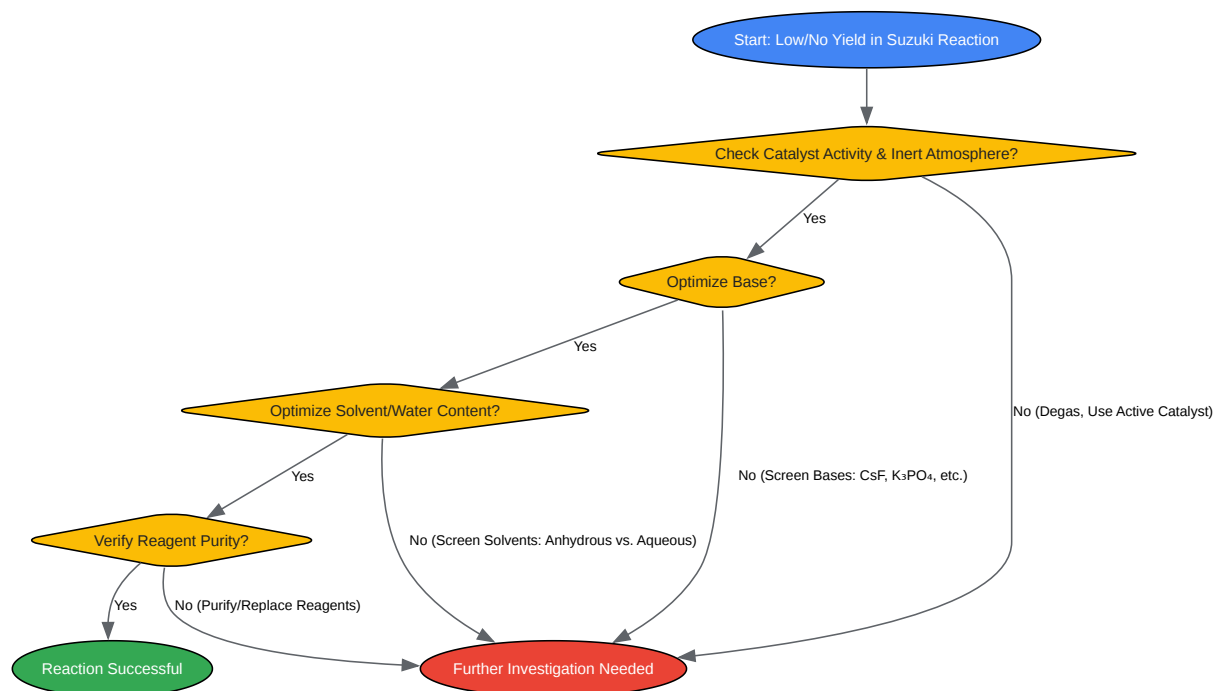 Start: Low/No Yield in Suzuki Reaction
Check Catalyst Activity & Inert Atmosphere?
Yes
Optimize Base?
Yes
Optimize Solvent/Water Content?
No (Degas, Use Active Catalyst)
Yes
No (Screen Bases: CsF, K₃PO₄, etc.)
Verify Reagent Purity?
No (Screen Solvents: Anhydrous vs. Aqueous)
Yes
No (Purify/Replace Reagents)
Reaction Successful
Further Investigation Needed